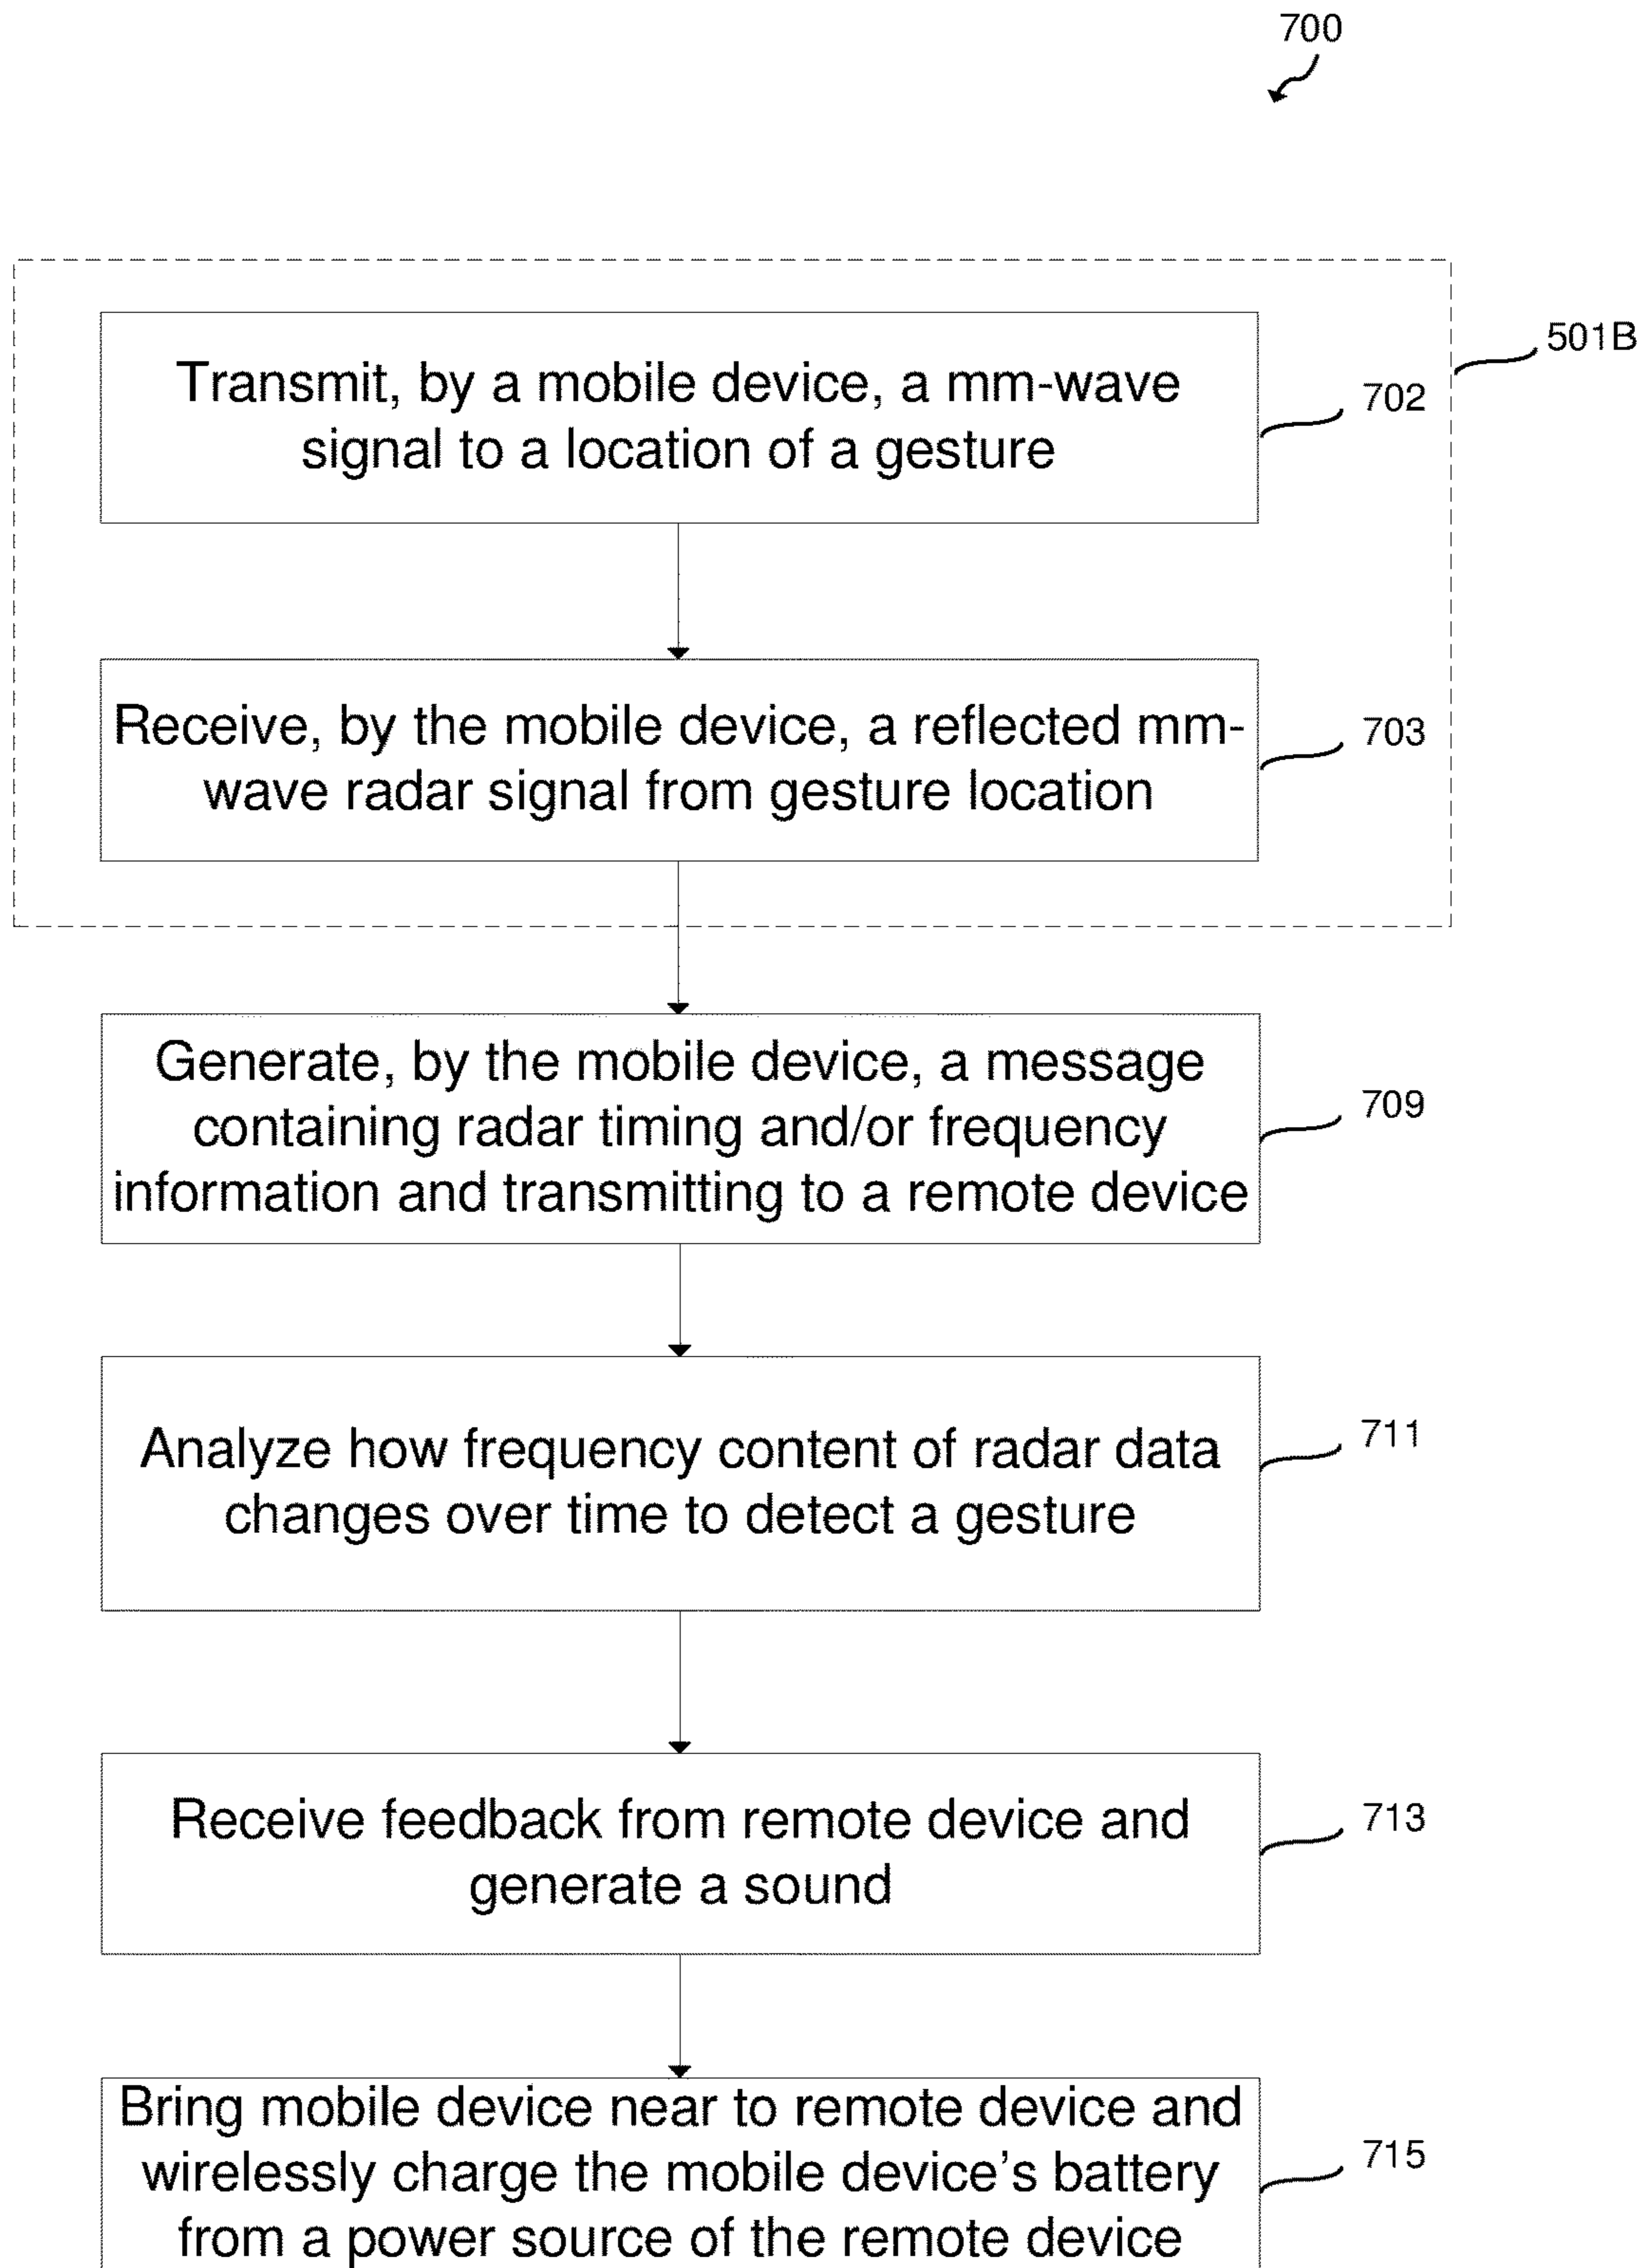 700
501B
Transmit, by a mobile device, a mm-wave
signal to a location of a gesture
702
Receive, by the mobile device, a reflected mm-
wave radar signal from gesture location
703
Generate, by the mobile device, a message
containing radar timing and/or frequency
information and transmitting to a remote device
709
Analyze how frequency content of radar data
changes over time to detect a gesture
711
Receive feedback from remote device and
generate a sound
713
Bring mobile device near to remote device and
wirelessly charge the mobile device’s battery
from a power source of the remote device
715